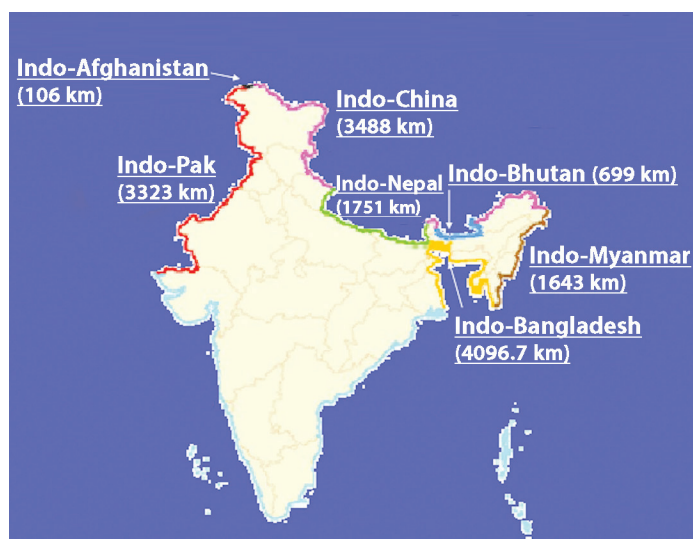 Indo-Afghanistan
(106 km)
Indo-China
(3488 km)
Indo-Pak
(3323 km)
Indo-Nepal
(1751 km)
Indo-Bhutan (699 km)
Indo-Myanmar
(1643 km)
Indo-Bangladesh
(4096.7 km)